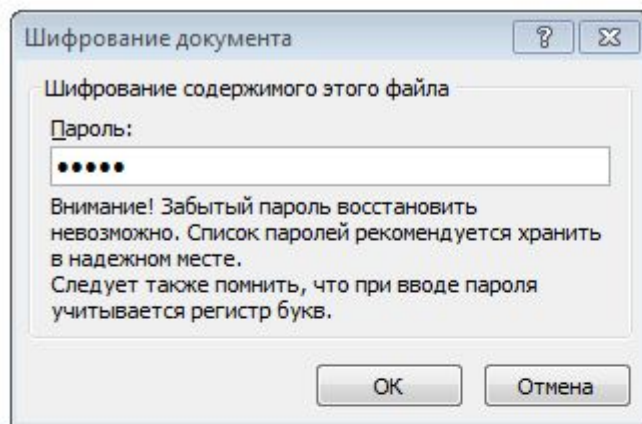 Шифрование документа
Шифрование содержимого этого файла
Пароль:
•••••
Внимание! Забытый пароль восстановить
невозможно. Список паролей рекомендуется хранить
в надежном месте.
Следует также помнить, что при вводе пароля
учитывается регистр букв.
ОК
Отмена